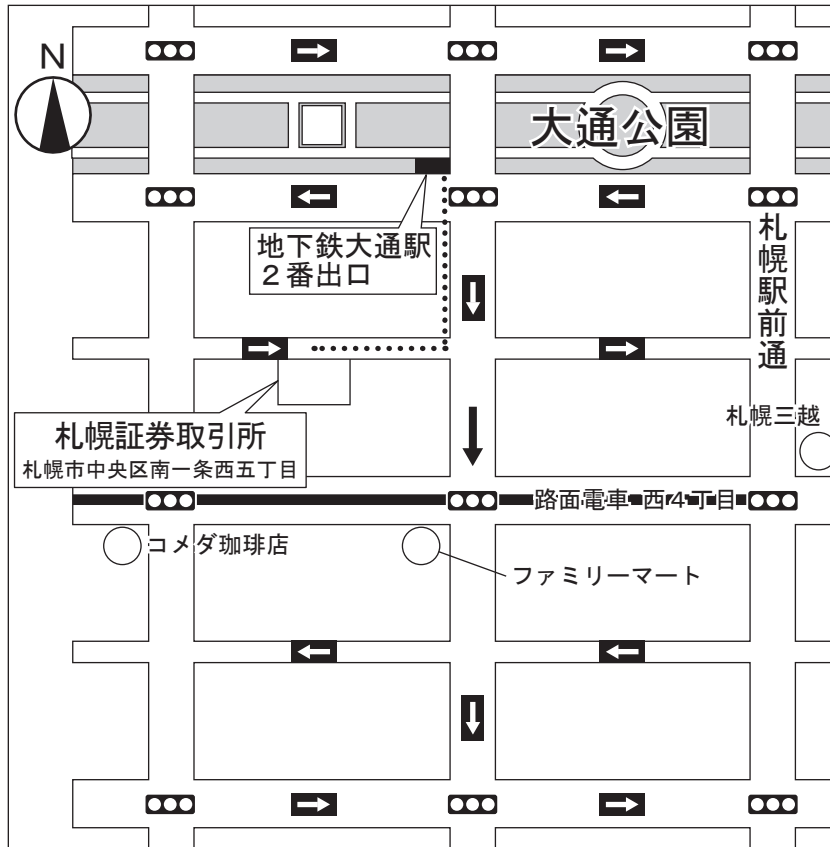 N
大通公園
地下鉄大通駅
２番出口
札幌駅前通
札幌三越
札幌証券取引所
札幌市中央区南一条西五丁目
路面電車 西４丁目
コメダ珈琲店
ファミリーマート